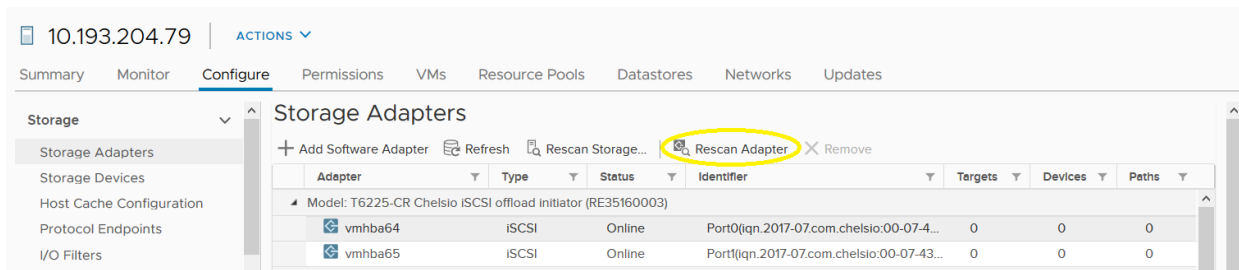 10.193.204.79 ACTIONS
Summary Monitor Configure Permissions VMs Resource Pools Datastores Networks Updates
Storage
Storage Adapters
Storage Devices
Host Cache Configuration
Protocol Endpoints
I/O Filters
Storage Adapters
Add Software Adapter Refresh Rescan Storage... Rescan Adapter Remove
Adapter Type Status Identifier Targets Devices Paths
Model: T6225-CR Chelsio iSCSI offload initiator (RE35160003)
vmhba64 iSCSI Online Port0(iqn.2017-07.com.chelsio:00-07-4... 0 0 0
vmhba65 iSCSI Online Port1(iqn.2017-07.com.chelsio:00-07-43... 0 0 0